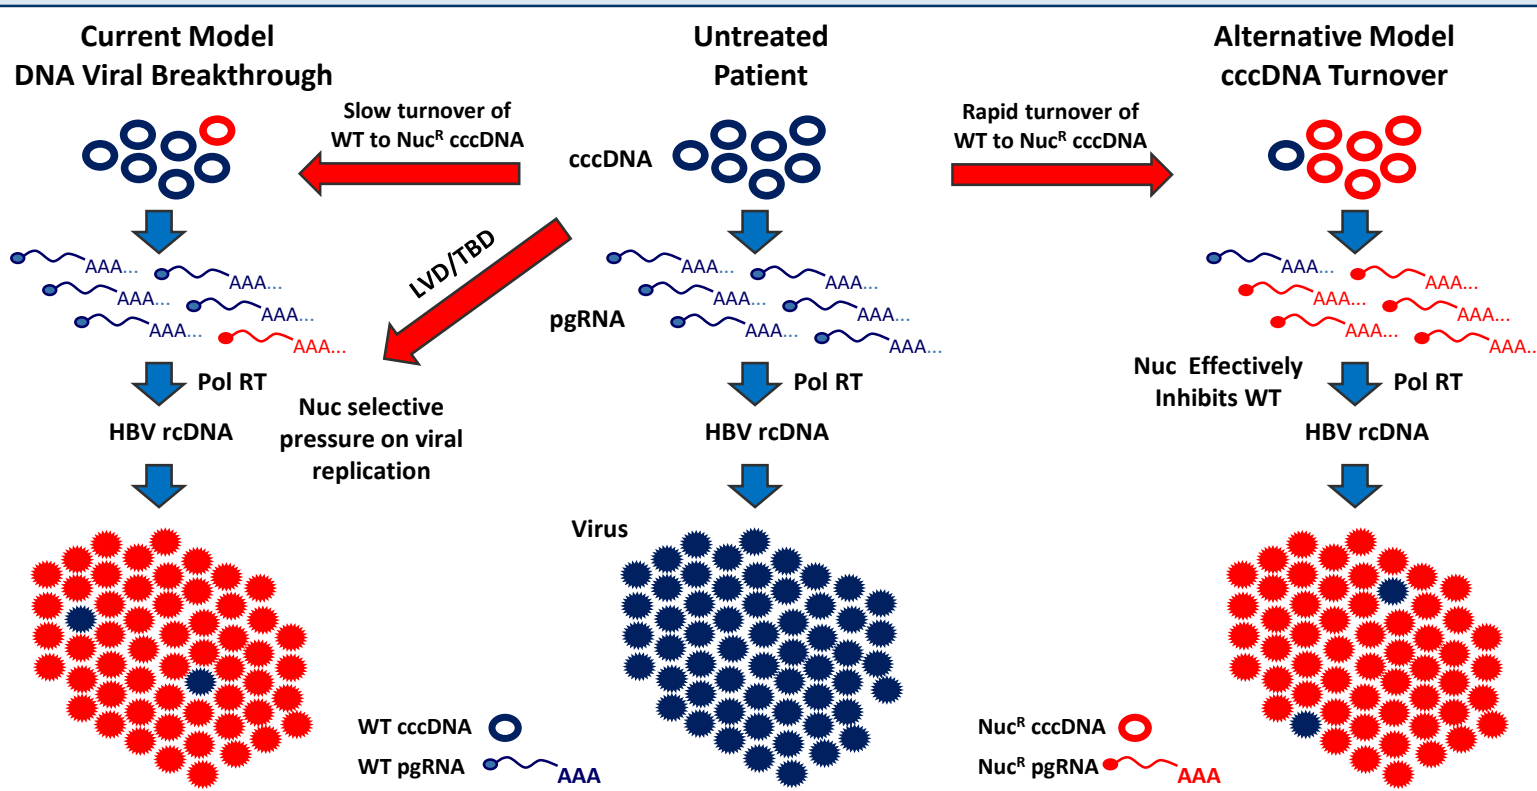 Current Model
DNA Viral Breakthrough
Untreated
Patient
Alternative Model
cccDNA Turnover
Slow turnover of
WT to Nucᴿ cccDNA
cccDNA
Rapid turnover of
WT to Nucᴿ cccDNA
LVD/TBD
AAA...
AAA...
AAA...
AAA...
AAA...
AAA...
pgRNA
AAA...
AAA...
AAA...
AAA...
AAA...
AAA...
AAA...
AAA...
AAA...
AAA...
AAA...
AAA...
Pol RT
Nuc selective
pressure on viral
replication
Pol RT
Nuc Effectively
Inhibits WT
Pol RT
HBV rcDNA
HBV rcDNA
HBV rcDNA
Virus
WT cccDNA
WT pgRNA
AAA
Nucᴿ cccDNA
Nucᴿ pgRNA
AAA